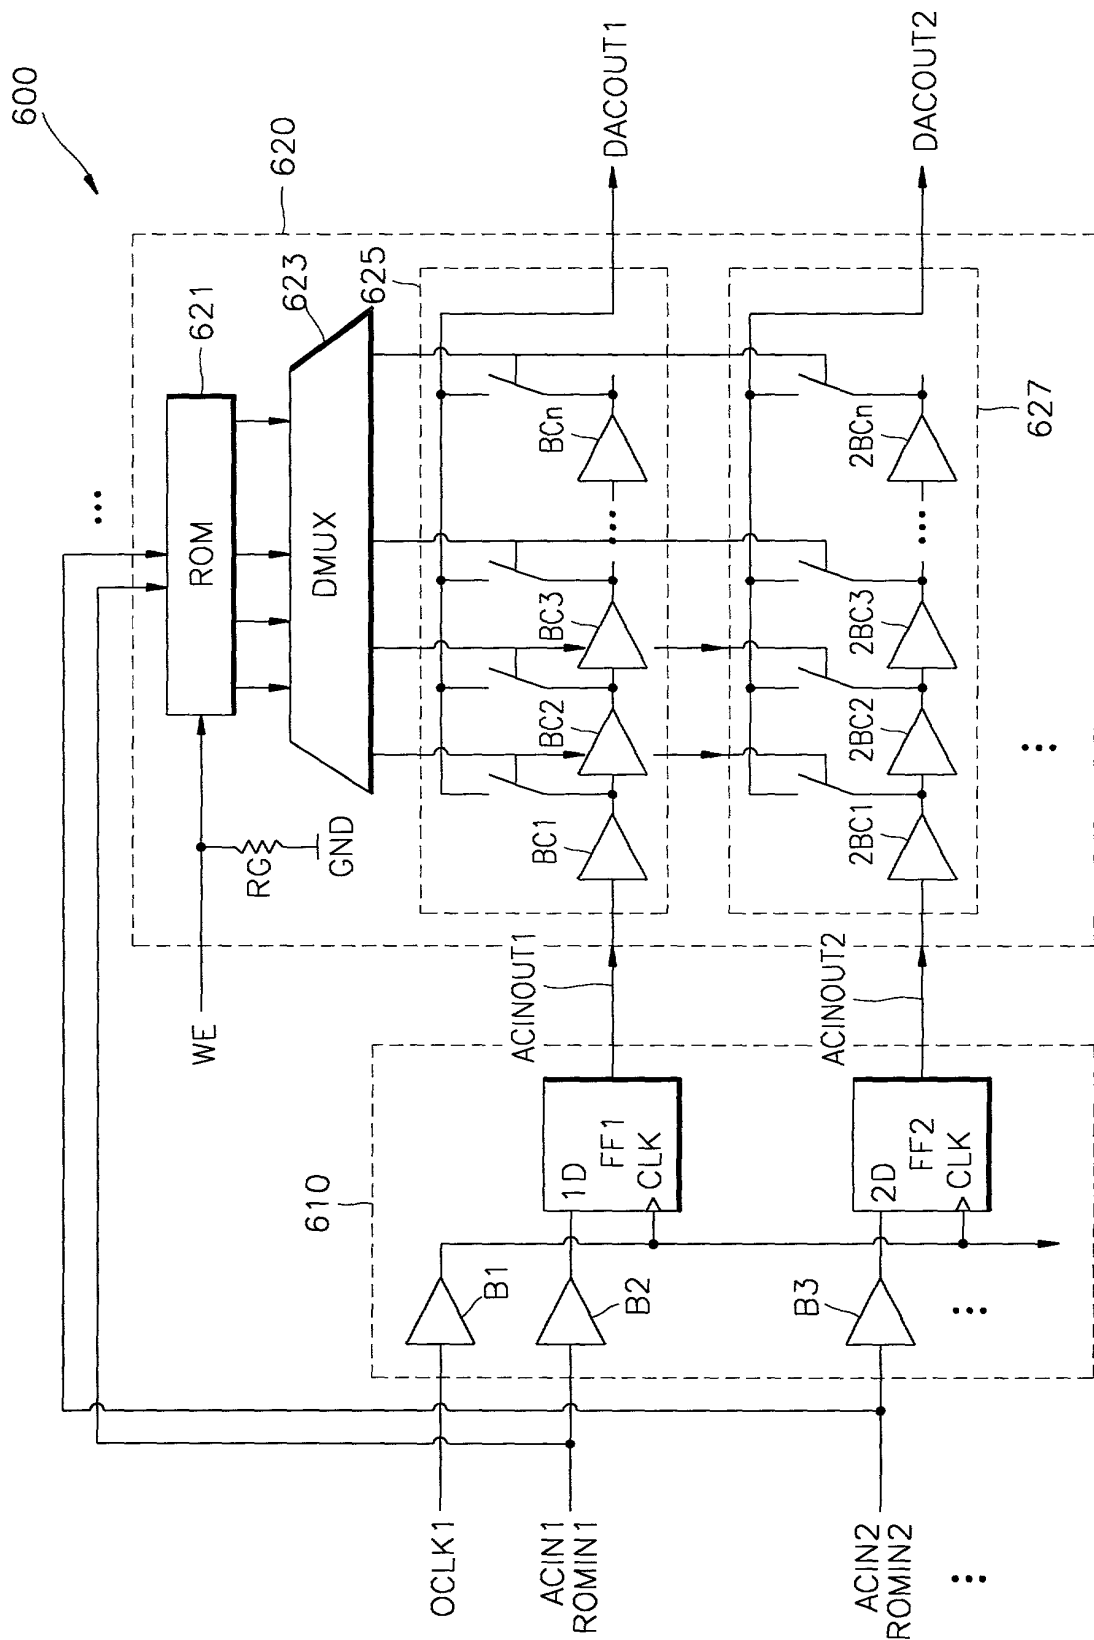 600
620
621
623
625
627
610
...
ROM
DMUX
WE
RG
GND
BC1
BC2
BC3
...
BCn
DACOUT1
2BC1
2BC2
2BC3
...
2BCn
DACOUT2
...
ACINOUT1
ACINOUT2
1D
FF1
CLK
2D
FF2
CLK
B1
B2
B3
...
OCLK1
ACIN1
ROMIN1
ACIN2
ROMIN2
...